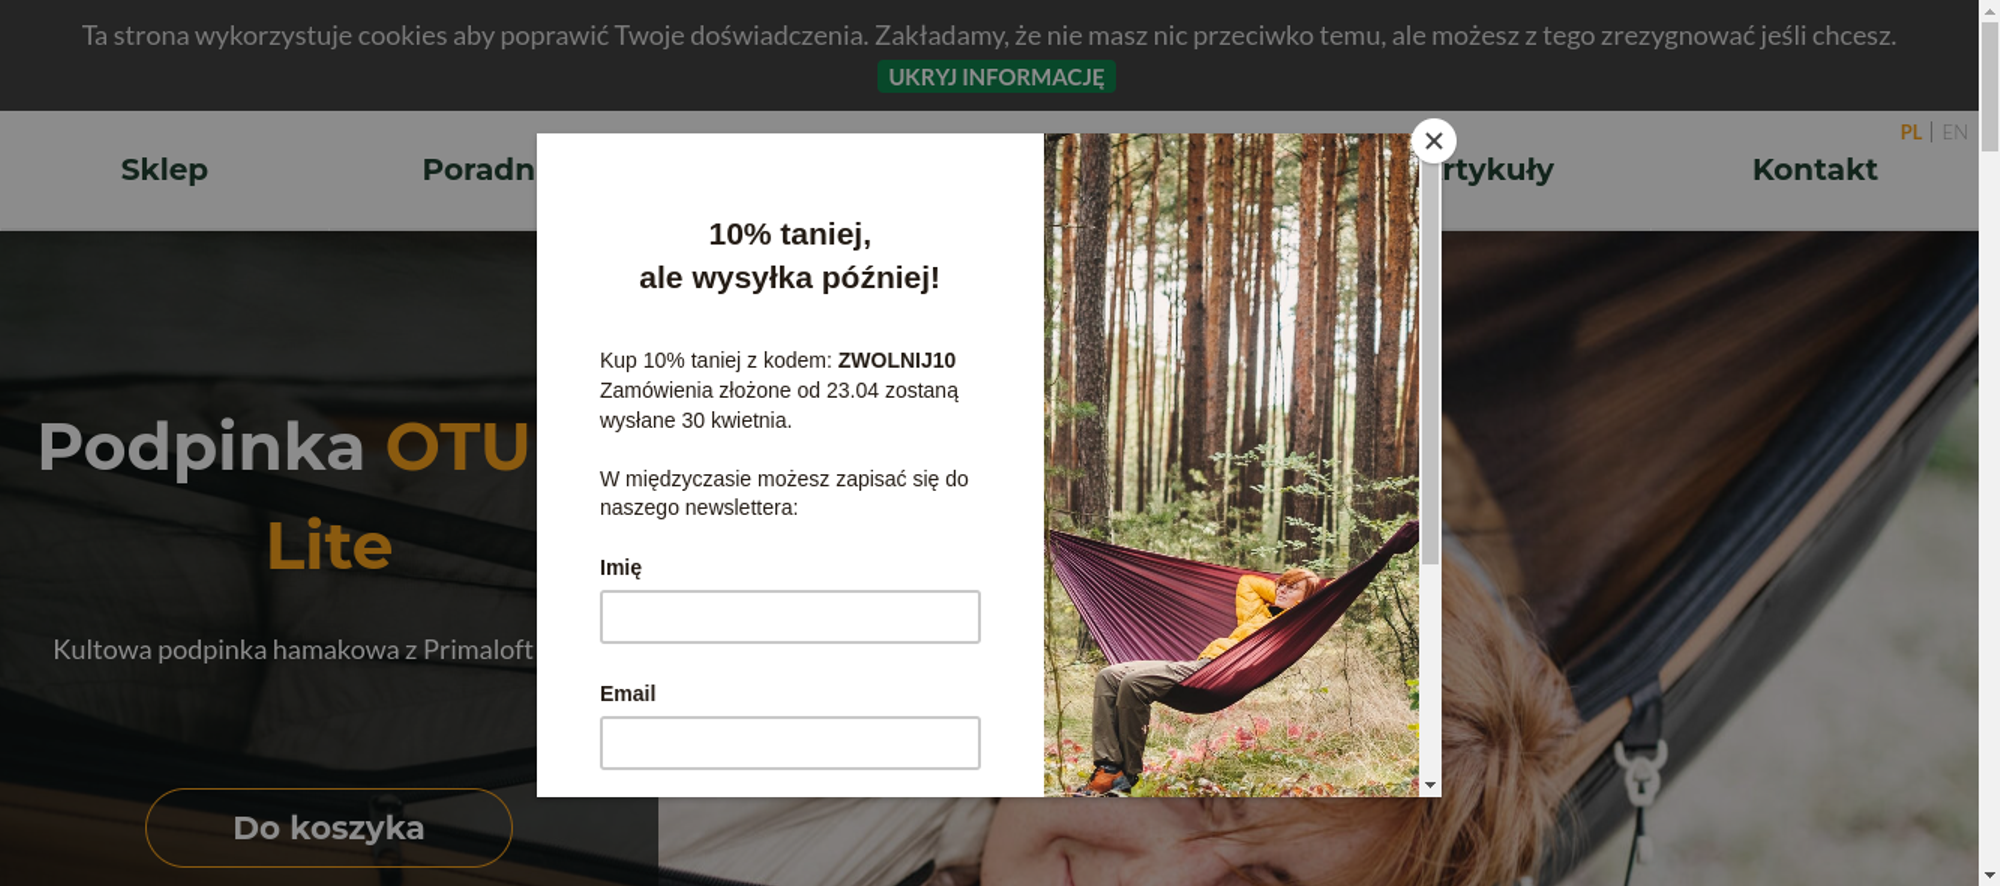 Ta strona wykorzystuje cookies aby poprawić Twoje doświadczenia. Zakładamy, że nie masz nic przeciwko temu, ale możesz z tego zrezygnować jeśli chcesz.
UKRYJ INFORMACJĘ
PL | EN
Sklep
Kontakt
10% taniej,
ale wysyłka później!
Kup 10% taniej z kodem: ZWOLNIJ10
Zamówienia złożone od 23.04 zostaną
wysłane 30 kwietnia.
W międzyczasie możesz zapisać się do
naszego newslettera:
Imię
Email
Podpinka OTU
Lite
Kultowa podpinka hamakowa z Primaloft
Do koszyka